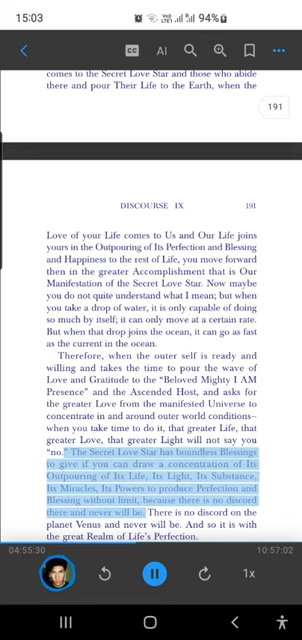 15:03
94%
CC
AI
comes to the Secret Love Star and those who abide
there and pour Their Life to the Earth, when the
191
DISCOURSE IX 191
Love of your Life comes to Us and Our Life joins
yours in the Outpouring of Its Perfection and Blessing
and Happiness to the rest of Life, you move forward
then in the greater Accomplishment that is Our
Manifestation of the Secret Love Star. Now maybe
you do not quite understand what I mean; but when
you take a drop of water, it is only capable of doing
so much by itself; it can only move at a certain rate.
But when that drop joins the ocean, it can go as fast
as the current in the ocean.
Therefore, when the outer self is ready and
willing and takes the time to pour the wave of
Love and Gratitude to the “Beloved Mighty I AM
Presence” and the Ascended Host, and asks for
the greater Love from the manifested Universe to
concentrate in and around outer world conditions—
when you take time to do it, that greater Life, that
greater Love, that greater Light will not say you
“no.” The Secret Love Star has boundless Blessings
to give if you can draw a concentration of Its
Outpouring of Its Life, Its Light, Its Substance,
Its Miracles, Its Powers to produce Perfection and
Blessing without limit, because there is no discord
there and never will be. There is no discord on the
planet Venus and never will be. And so it is with
the great Realm of Life’s Perfection.
04:55:30
10:57:02
1x